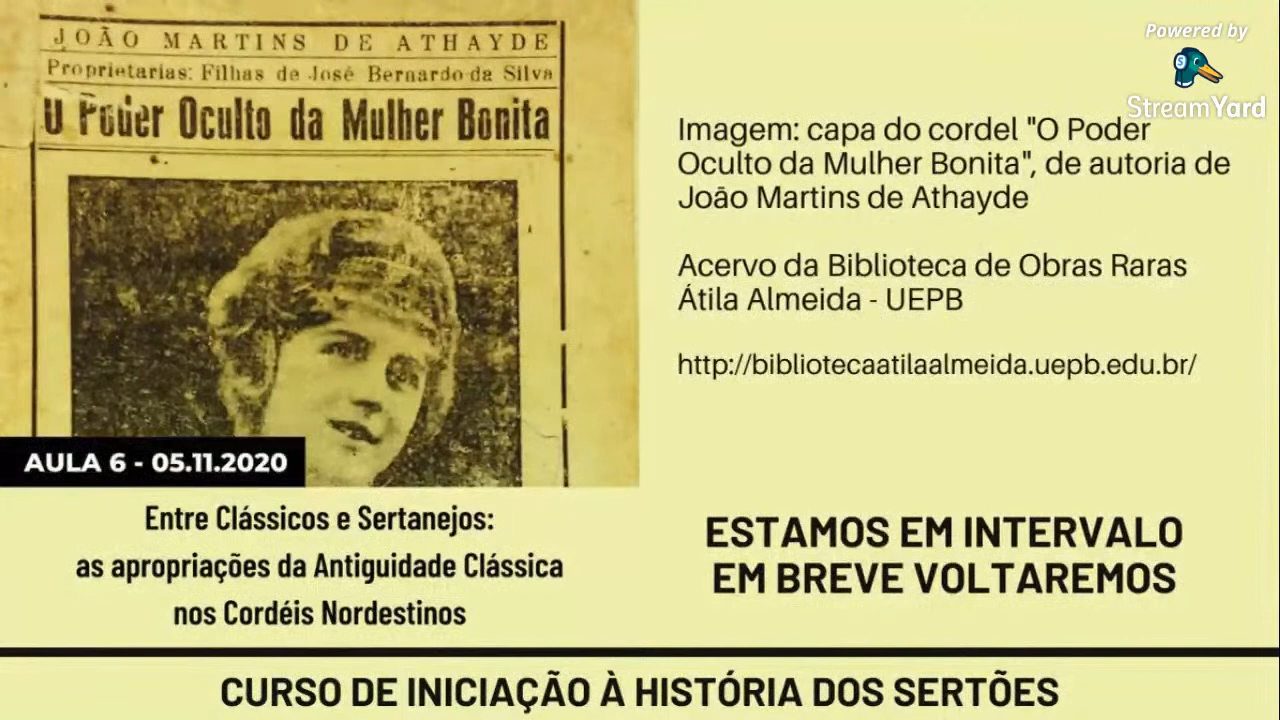 JOÃO MARTINS DE ATHAYDE
Proprietarias: Filhas de José Bernardo da Silva
O Poder Oculto da Mulher Bonita
Powered by
StreamYard
Imagem: capa do cordel "O Poder
Oculto da Mulher Bonita", de autoria de
João Martins de Athayde
Acervo da Biblioteca de Obras Raras
Átila Almeida - UEPB
http://bibliotecaatilaalmeida.uepb.edu.br/
AULA 6 - 05.11.2020
Entre Clássicos e Sertanejos:
as apropriações da Antiguidade Clássica
nos Cordéis Nordestinos
ESTAMOS EM INTERVALO
EM BREVE VOLTAREMOS
CURSO DE INICIAÇÃO À HISTÓRIA DOS SERTÕES